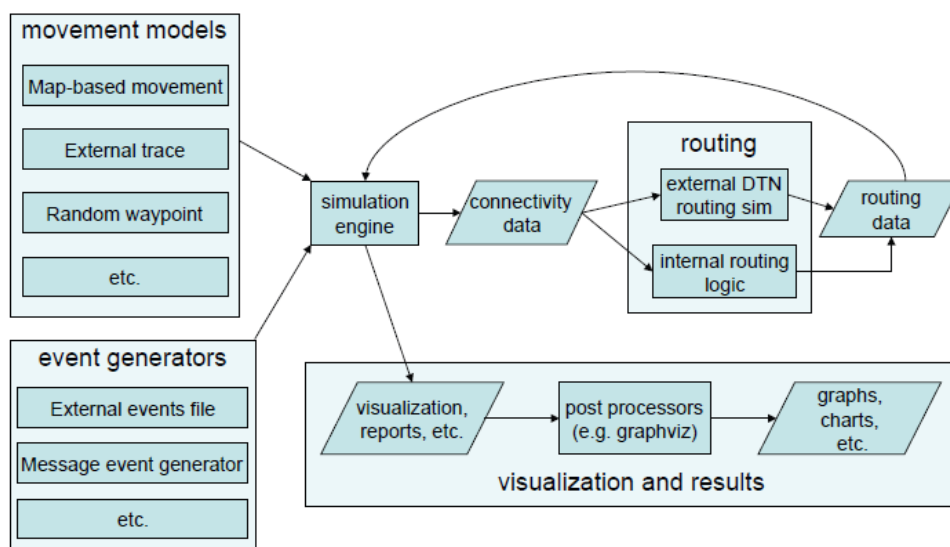 movement models
Map-based movement
External trace
Random waypoint
etc.
event generators
External events file
Message event generator
etc.
simulation
engine
connectivity
data
routing
external DTN
routing sim
internal routing
logic
routing
data
visualization,
reports, etc.
post processors
(e.g. graphviz)
graphs,
charts,
etc.
visualization and results